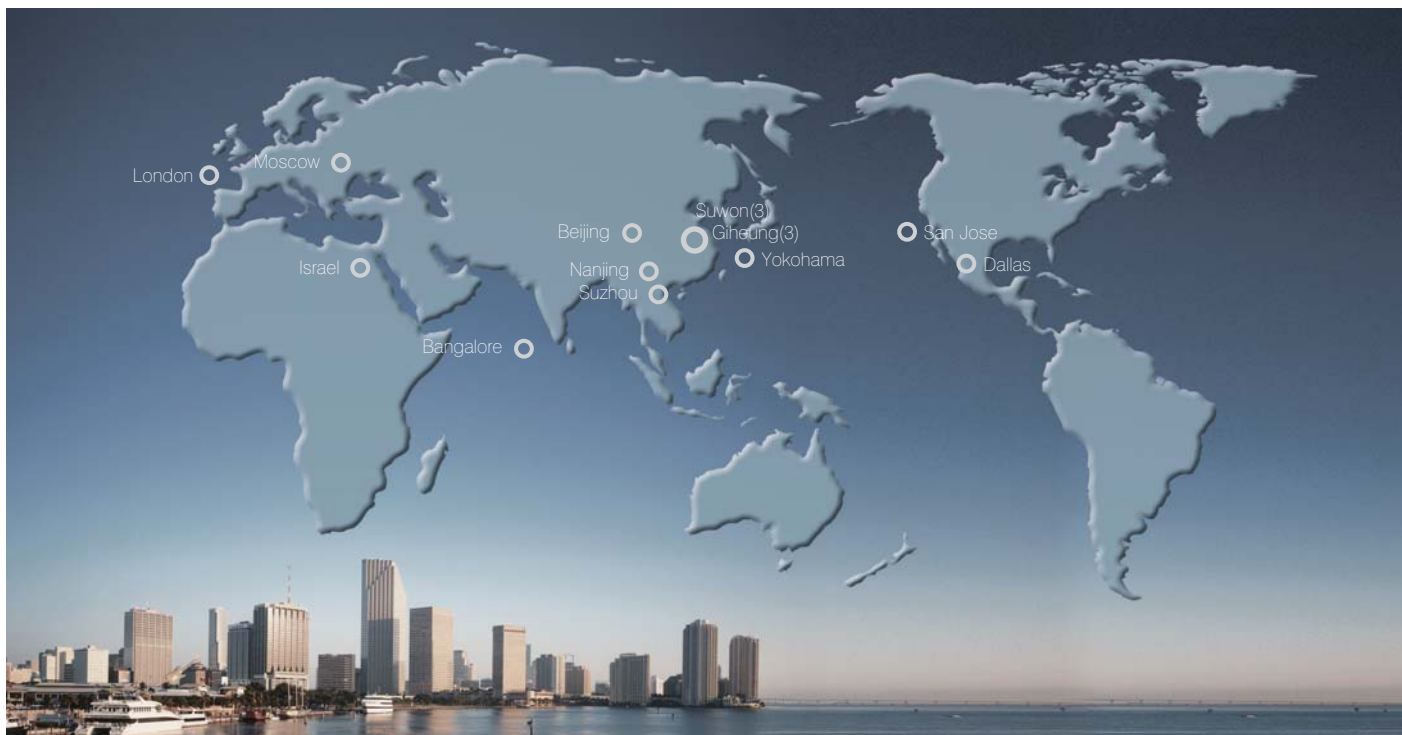 London
Moscow
Suwon(3)
Beijing
Giheung(3)
San Jose
Israel
Nanjing
Yokohama
Dallas
Suzhou
Bangalore